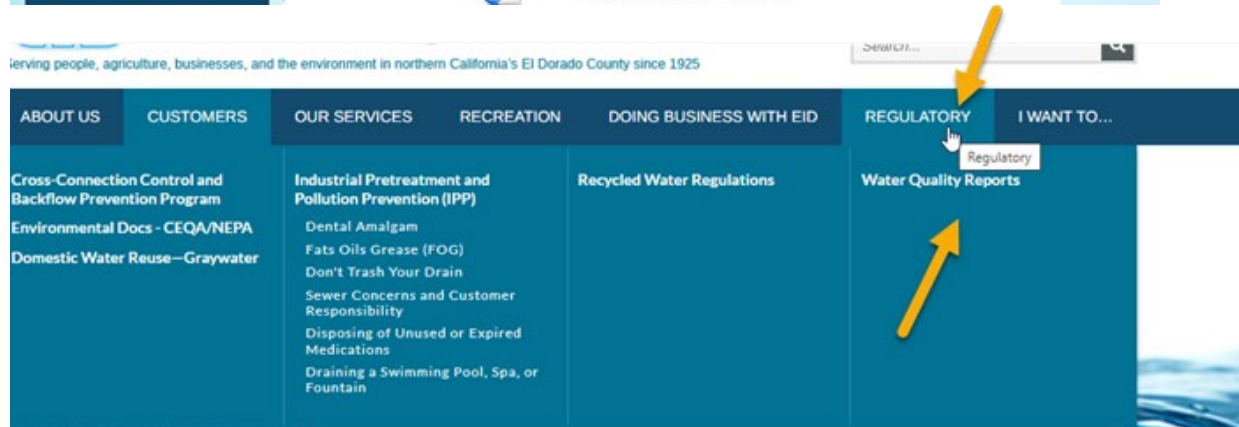 Serving people, agriculture, businesses, and the environment in northern California's El Dorado County since 1925
Search...
ABOUT US
CUSTOMERS
OUR SERVICES
RECREATION
DOING BUSINESS WITH EID
REGULATORY
I WANT TO...
Regulatory
Cross-Connection Control and
Backflow Prevention Program
Environmental Docs - CEQA/NEPA
Domestic Water Reuse—Graywater
Industrial Pretreatment and
Pollution Prevention (IPP)
Dental Amalgam
Fats Oils Grease (FOG)
Don't Trash Your Drain
Sewer Concerns and Customer
Responsibility
Disposing of Unused or Expired
Medications
Draining a Swimming Pool, Spa, or
Fountain
Recycled Water Regulations
Water Quality Reports